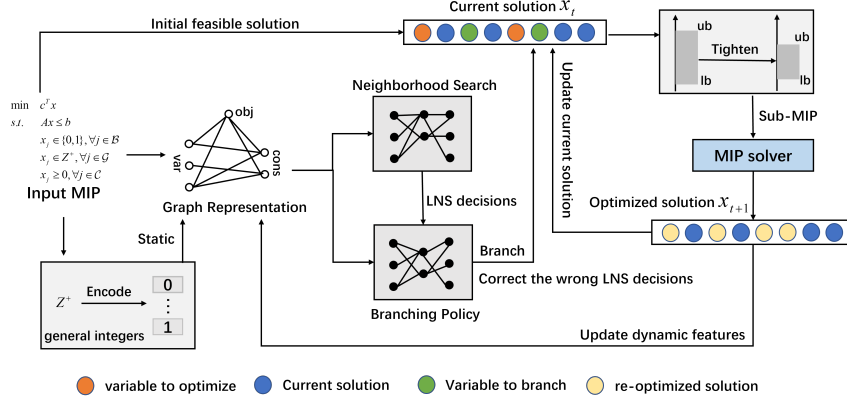 Current solution x_t
Initial feasible solution
ub
Tighten
ub
lb
lb
Neighborhood Search
min c^T x
s.t. Ax ≤ b
x_j ∈ {0,1}, ∀j ∈ ℬ
x_j ∈ Z^+, ∀j ∈ 𝒢
x_j ≥ 0, ∀j ∈ 𝒞
Input MIP
obj
var
cons
Graph Representation
Sub-MIP
MIP solver
Update current solution
LNS decisions
Optimized solution x_{t+1}
Static
Branch
Correct the wrong LNS decisions
Branching Policy
Z^+
Encode
0
⋮
1
general integers
Update dynamic features
variable to optimize
Current solution
Variable to branch
re-optimized solution